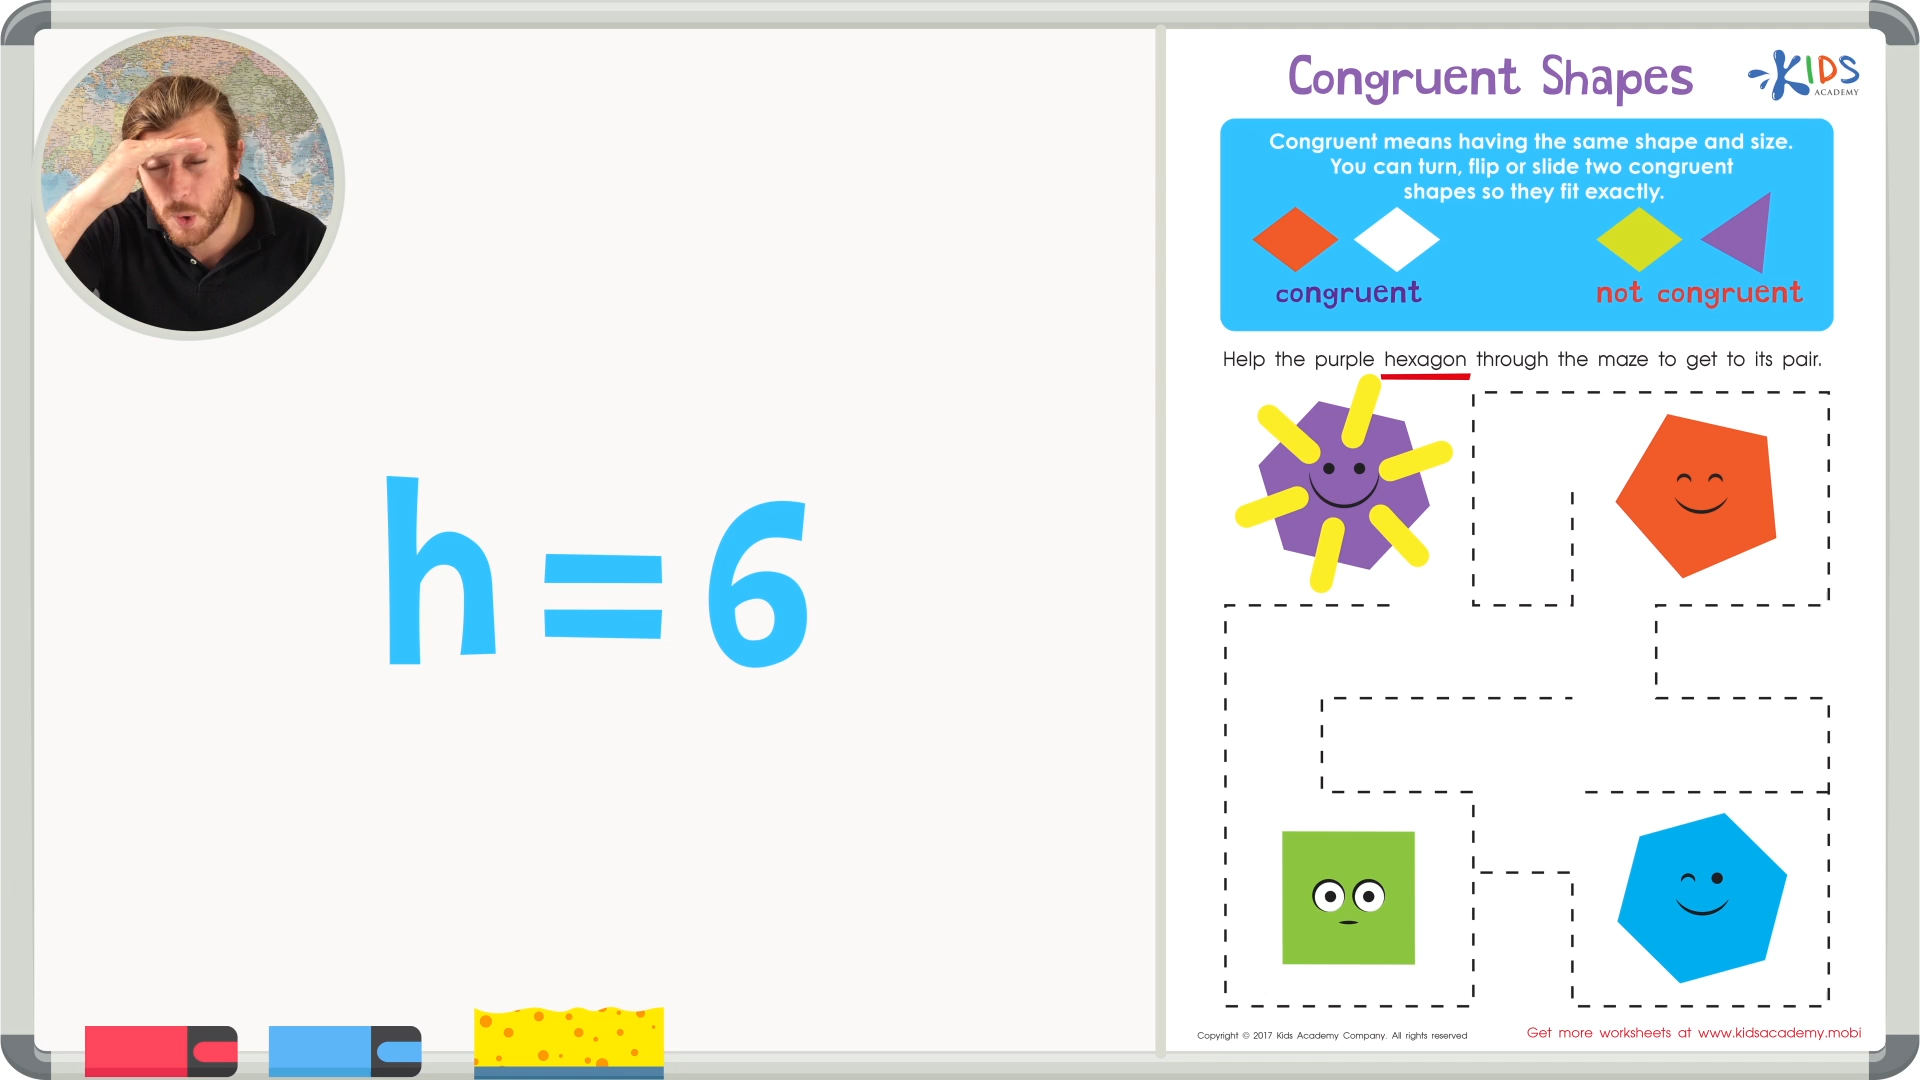 h=6
Congruent Shapes
KIDS
ACADEMY
Congruent means having the same shape and size.
You can turn, flip or slide two congruent
shapes so they fit exactly.
congruent
not congruent
Help the purple hexagon through the maze to get to its pair.
Copyright © 2017 Kids Academy Company. All rights reserved
Get more worksheets at www.kidsacademy.mobi